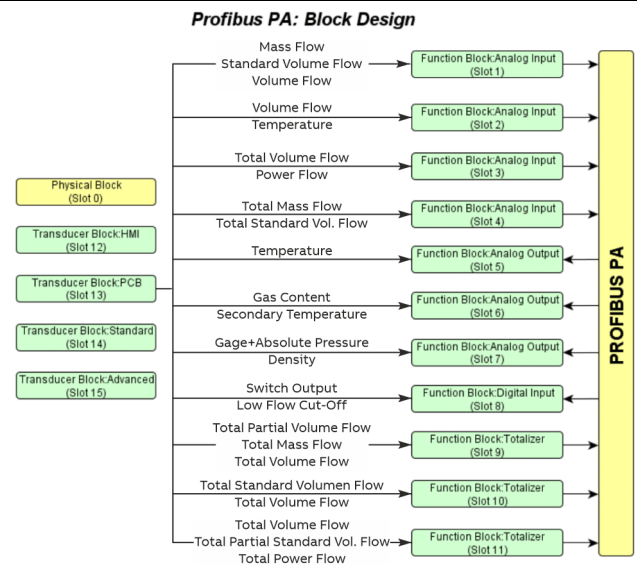 Profibus PA: Block Design
Mass Flow
Standard Volume Flow
Volume Flow
Function Block:Analog Input
(Slot 1)
Volume Flow
Temperature
Function Block:Analog Input
(Slot 2)
Total Volume Flow
Power Flow
Function Block:Analog Input
(Slot 3)
Physical Block
(Slot 0)
Total Mass Flow
Total Standard Vol. Flow
Function Block:Analog Input
(Slot 4)
Transducer Block:HMI
(Slot 12)
Temperature
Function Block:Analog Output
(Slot 5)
Transducer Block:PCB
(Slot 13)
Gas Content
Secondary Temperature
Function Block:Analog Output
(Slot 6)
Transducer Block:Standard
(Slot 14)
Gage+Absolute Pressure
Density
Function Block:Analog Output
(Slot 7)
Transducer Block:Advanced
(Slot 15)
Switch Output
Low Flow Cut-Off
Function Block:Digital Input
(Slot 8)
Total Partial Volume Flow
Total Mass Flow
Total Volume Flow
Function Block:Totalizer
(Slot 9)
Total Standard Volumen Flow
Total Volume Flow
Function Block:Totalizer
(Slot 10)
Total Volume Flow
Total Partial Standard Vol. Flow
Total Power Flow
Function Block:Totalizer
(Slot 11)
PROFIBUS PA